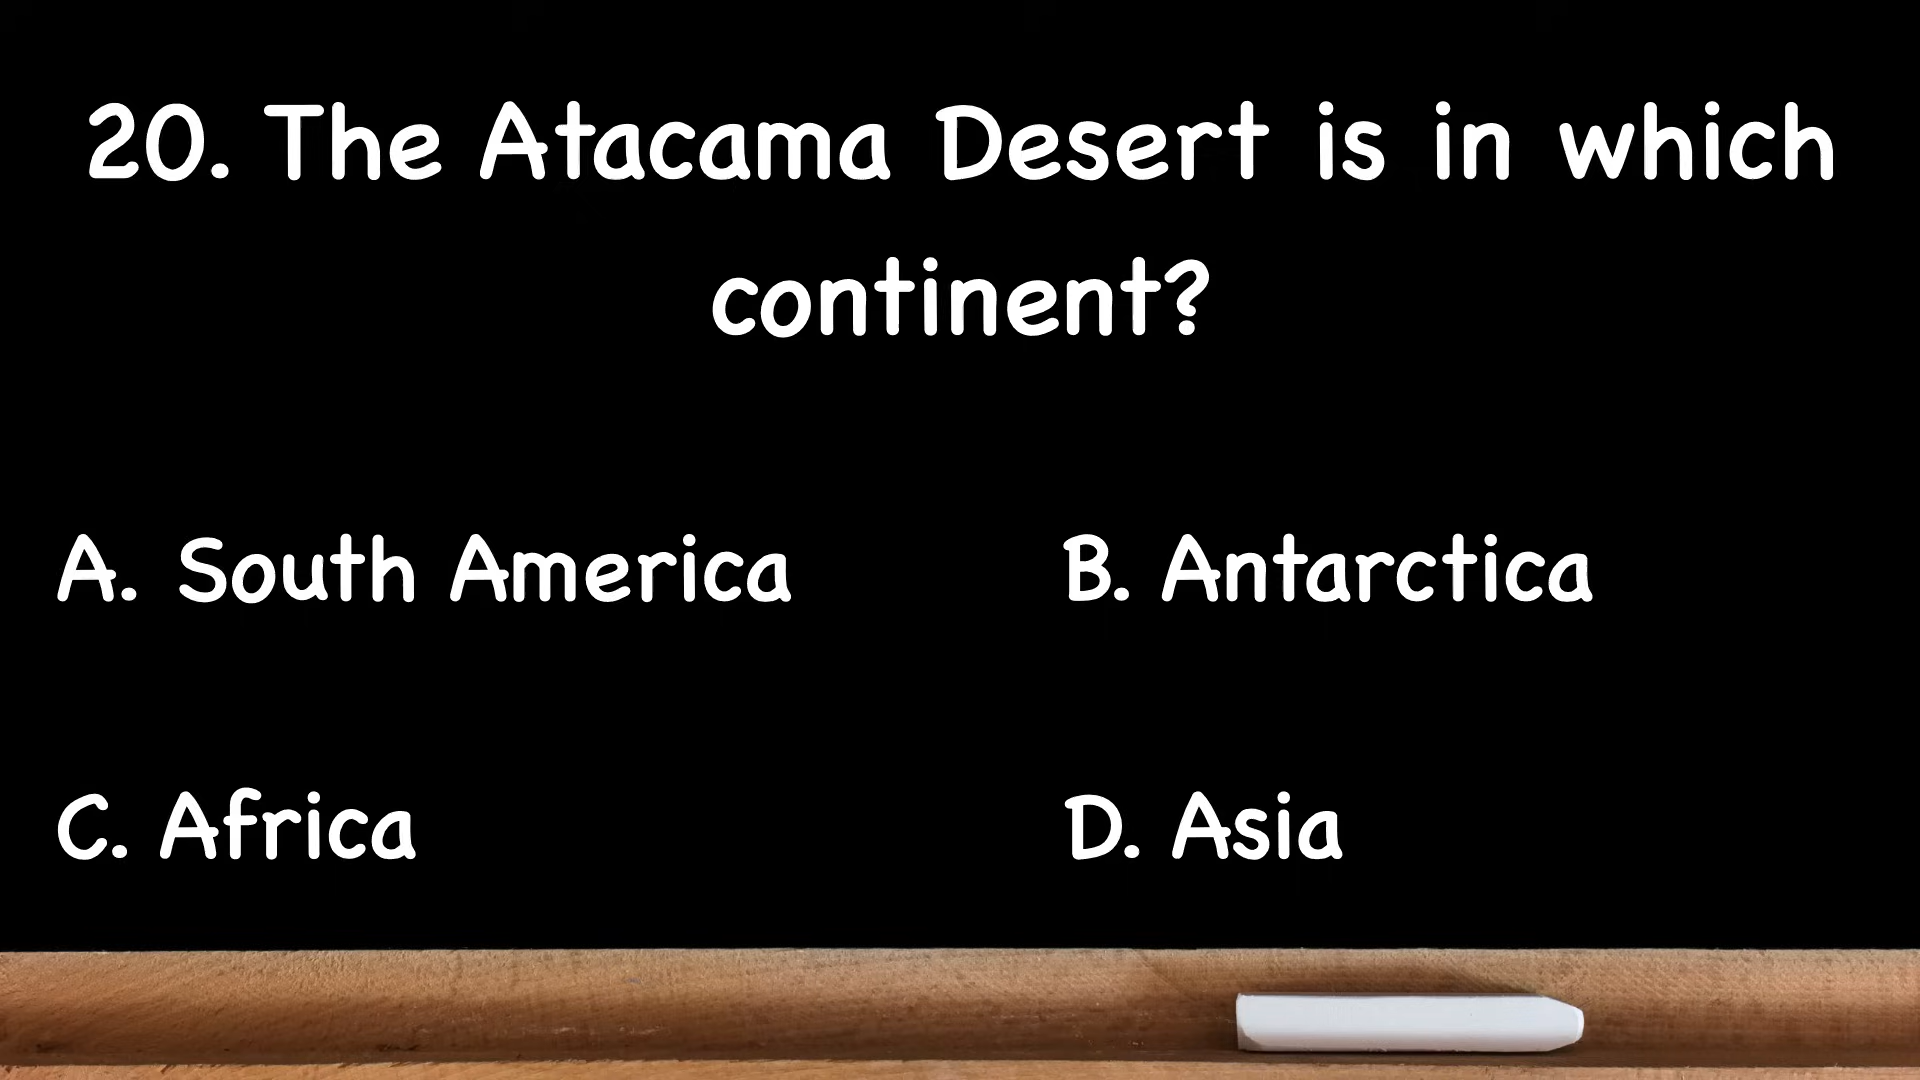 20. The Atacama Desert is in which
continent?
A. South America
B. Antarctica
C. Africa
D. Asia